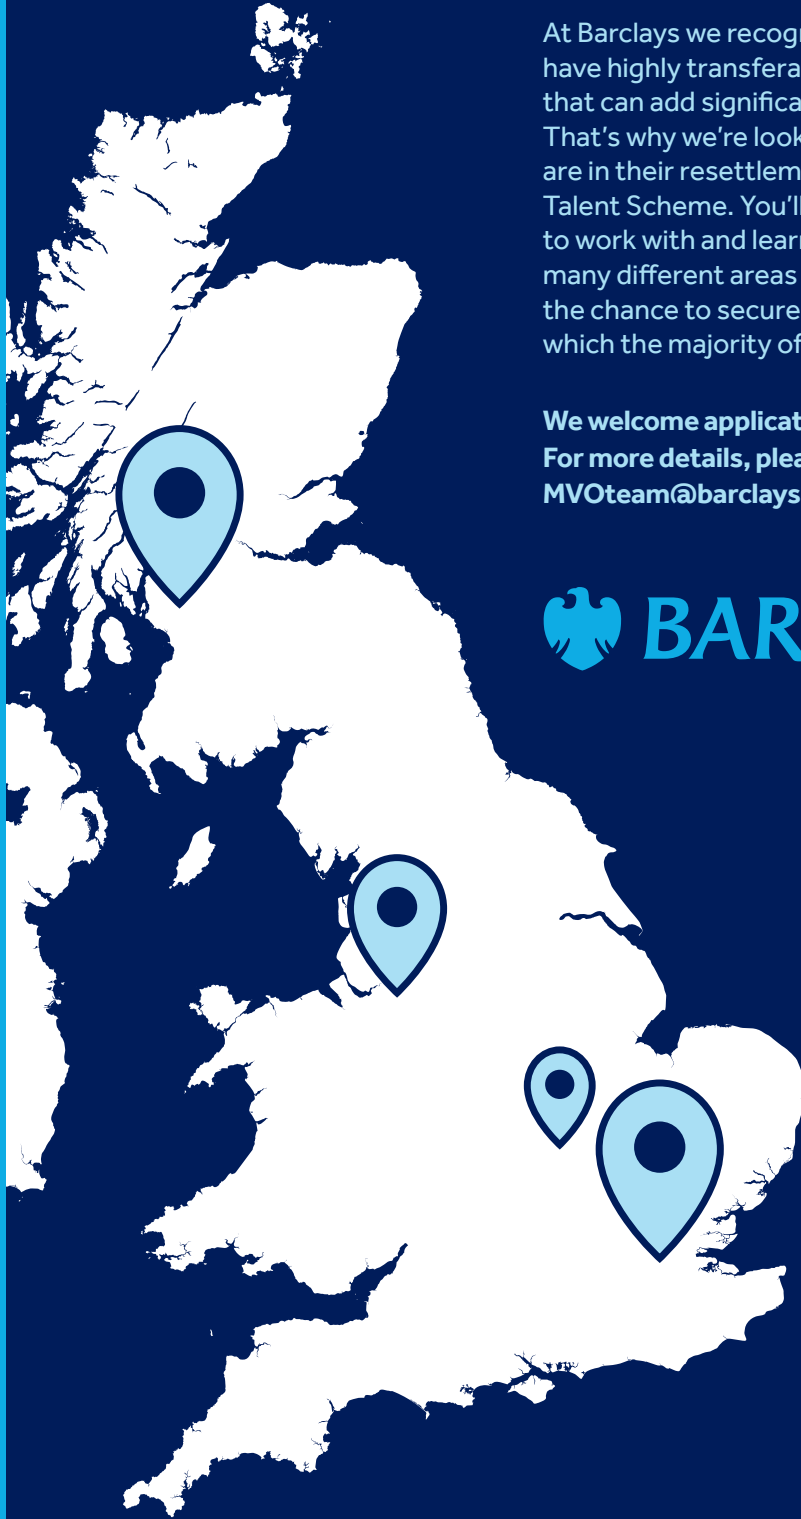 At Barclays we recogn
have highly transfera
that can add significa
That's why we're look
are in their resettlem
Talent Scheme. You'll
to work with and learn
many different areas
the chance to secure
which the majority of
We welcome applicat
For more details, plea
MVOteam@barclays
BAR